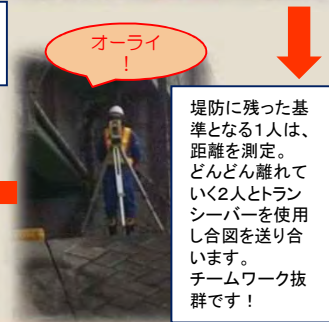 オーライ
！
堤防に残った基
準となる１人は、
距離を測定。
どんどん離れて
いく２人とトラン
シーバーを使用
し合図を送り合
います。
チームワーク抜
群です！